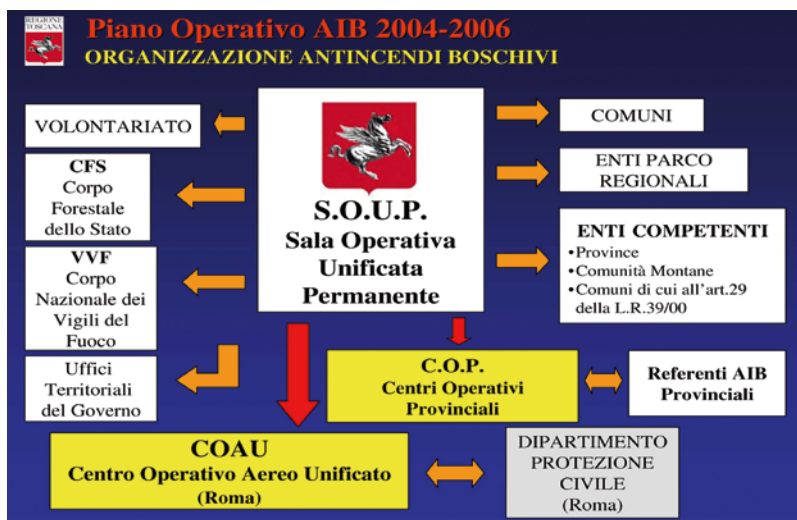 REGIONE
TOSCANA
Piano Operativo AIB 2004-2006
ORGANIZZAZIONE ANTINCENDI BOSCHIVI
VOLONTARIATO
CFS
Corpo
Forestale
dello Stato
VVF
Corpo
Nazionale dei
Vigili del
Fuoco
Uffici
Territoriali
del Governo
S.O.U.P.
Sala Operativa
Unificata
Permanente
COMUNI
ENTI PARCO
REGIONALI
ENTI COMPETENTI
•Province
•Comunità Montane
•Comuni di cui all'art.29
della L.R.39/00
C.O.P.
Centri Operativi
Provinciali
Referenti AIB
Provinciali
COAU
Centro Operativo Aereo Unificato
(Roma)
DIPARTIMENTO
PROTEZIONE
CIVILE
(Roma)